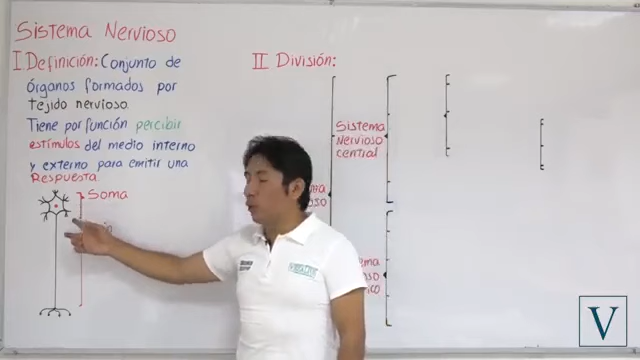 Sistema Nervioso
I Definición: Conjunto de
órganos formados por
tejido nervioso.
Tiene por función percibir
estímulos del medio interno
y externo para emitir una
Respuesta.
Soma
II División:
Sistema
Nervioso
central
V